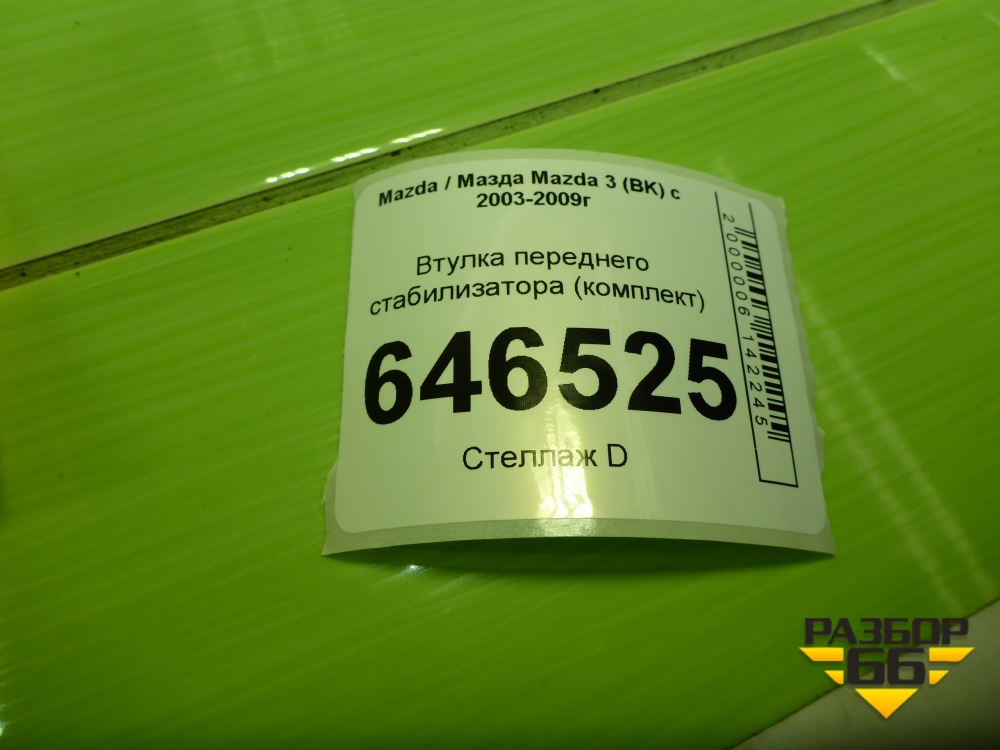 Mazda / Мазда Mazda 3 (BK) с
2003-2009г
Втулка переднего
стабилизатора (комплект)
646525
Стеллаж D
2000006142245
РАЗБОР
66